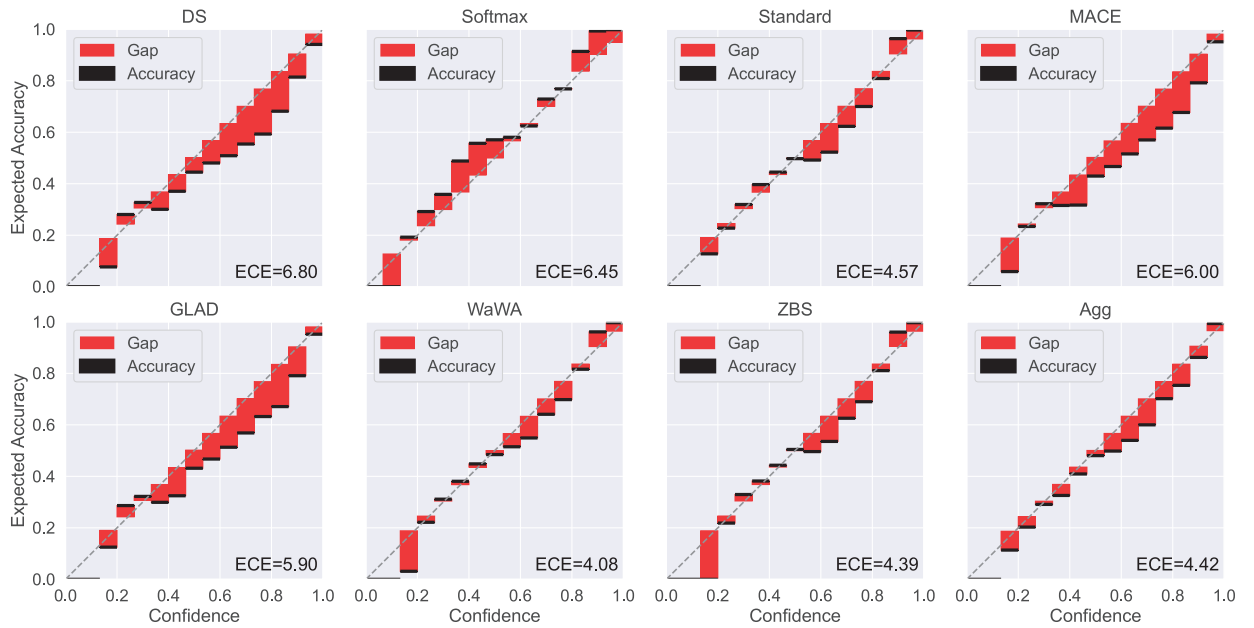 DS
Softmax
Standard
MACE
Expected Accuracy
1.0
0.8
0.6
0.4
0.2
0.0
Gap
Accuracy
ECE=6.80
Gap
Accuracy
ECE=6.45
Gap
Accuracy
ECE=4.57
Gap
Accuracy
ECE=6.00
GLAD
WaWA
ZBS
Agg
Expected Accuracy
1.0
0.8
0.6
0.4
0.2
0.0
Gap
Accuracy
ECE=5.90
Gap
Accuracy
ECE=4.08
Gap
Accuracy
ECE=4.39
Gap
Accuracy
ECE=4.42
0.0 0.2 0.4 0.6 0.8 1.0
Confidence
0.0 0.2 0.4 0.6 0.8 1.0
Confidence
0.0 0.2 0.4 0.6 0.8 1.0
Confidence
0.0 0.2 0.4 0.6 0.8 1.0
Confidence